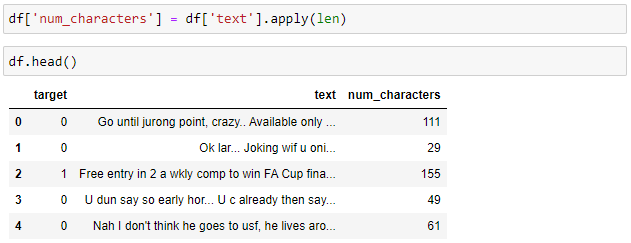 df['num_characters'] = df['text'].apply(len)
df.head()
target text num_characters
0 0 Go until jurong point, crazy.. Available only ... 111
1 0 Ok lar... Joking wif u oni... 29
2 1 Free entry in 2 a wkly comp to win FA Cup fina... 155
3 0 U dun say so early hor... U c already then say... 49
4 0 Nah I don't think he goes to usf, he lives aro... 61